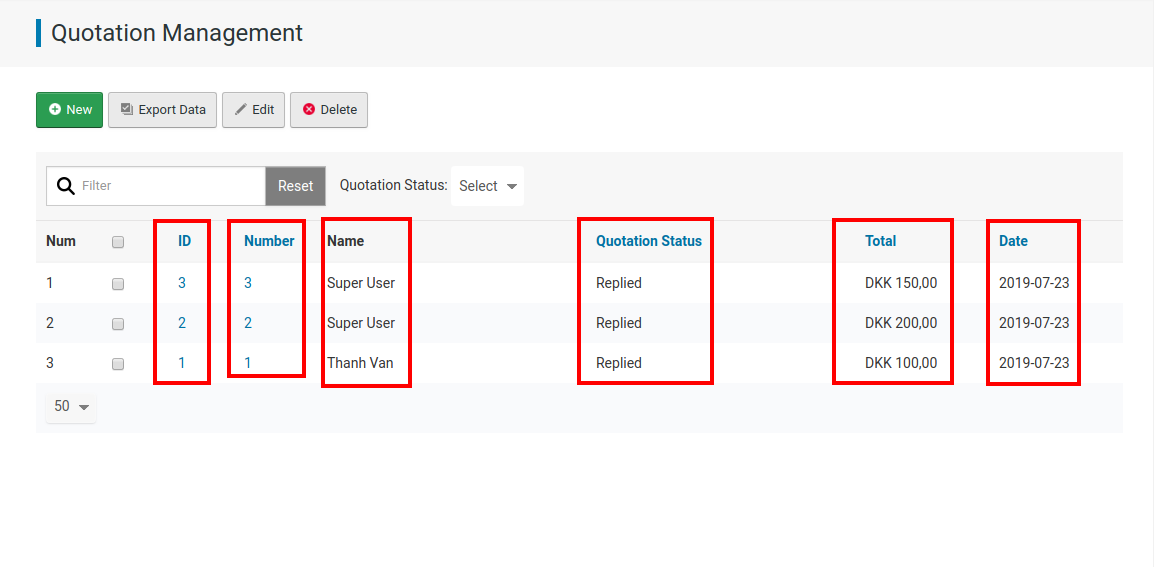 Quotation Management
New Export Data Edit Delete
Filter Reset Quotation Status: Select
Num ID Number Name Quotation Status Total Date
1 3 3 Super User Replied DKK 150,00 2019-07-23
2 2 2 Super User Replied DKK 200,00 2019-07-23
3 1 1 Thanh Van Replied DKK 100,00 2019-07-23
50